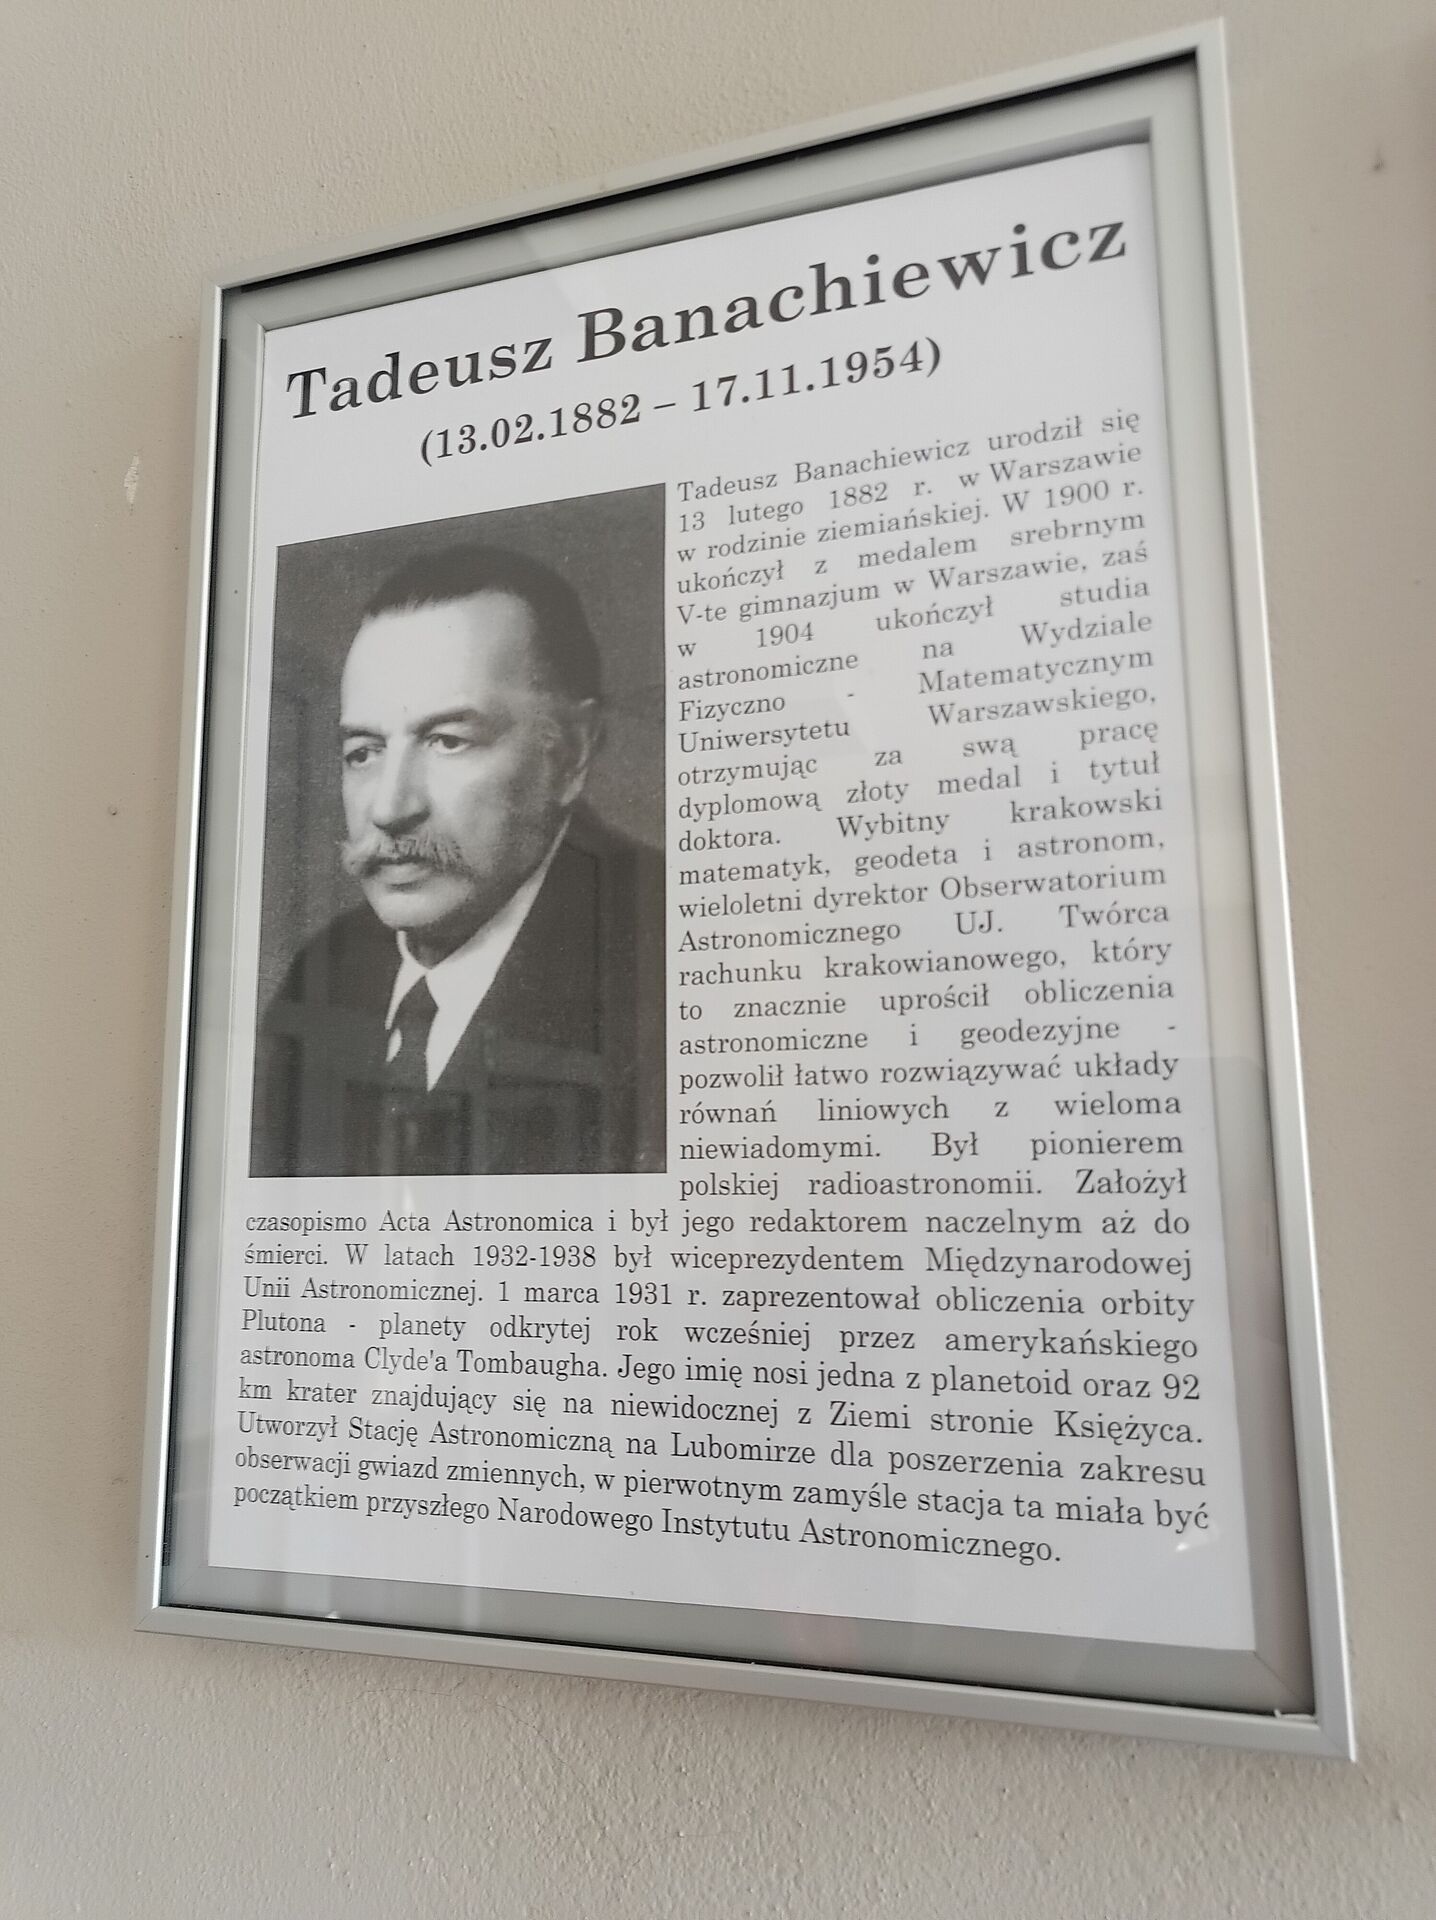 Tadeusz Banachiewicz
(13.02.1882 – 17.11.1954)
Tadeusz Banachiewicz urodził się
13 lutego 1882 r. w Warszawie
w rodzinie ziemiańskiej. W 1900 r.
ukończył z medalem srebrnym
V-te gimnazjum w Warszawie, zaś
w 1904 ukończył studia
astronomiczne na Wydziale
Fizyczno - Matematycznym
Uniwersytetu Warszawskiego,
otrzymując za swą pracę
dyplomową złoty medal i tytuł
doktora. Wybitny krakowski
matematyk, geodeta i astronom,
wieloletni dyrektor Obserwatorium
Astronomicznego UJ. Twórca
rachunku krakowianowego, który
to znacznie uprościł obliczenia
astronomiczne i geodezyjne -
pozwolił łatwo rozwiązywać układy
równań liniowych z wieloma
niewiadomymi. Był pionierem
polskiej radioastronomii. Założył
czasopismo Acta Astronomica i był jego redaktorem naczelnym aż do
śmierci. W latach 1932-1938 był wiceprezydentem Międzynarodowej
Unii Astronomicznej. 1 marca 1931 r. zaprezentował obliczenia orbity
Plutona - planety odkrytej rok wcześniej przez amerykańskiego
astronoma Clyde'a Tombaugha. Jego imię nosi jedna z planetoid oraz 92
km krater znajdujący się na niewidocznej z Ziemi stronie Księżyca.
Utworzył Stację Astronomiczną na Lubomirze dla poszerzenia zakresu
obserwacji gwiazd zmiennych, w pierwotnym zamyśle stacja ta miała być
początkiem przyszłego Narodowego Instytutu Astronomicznego.